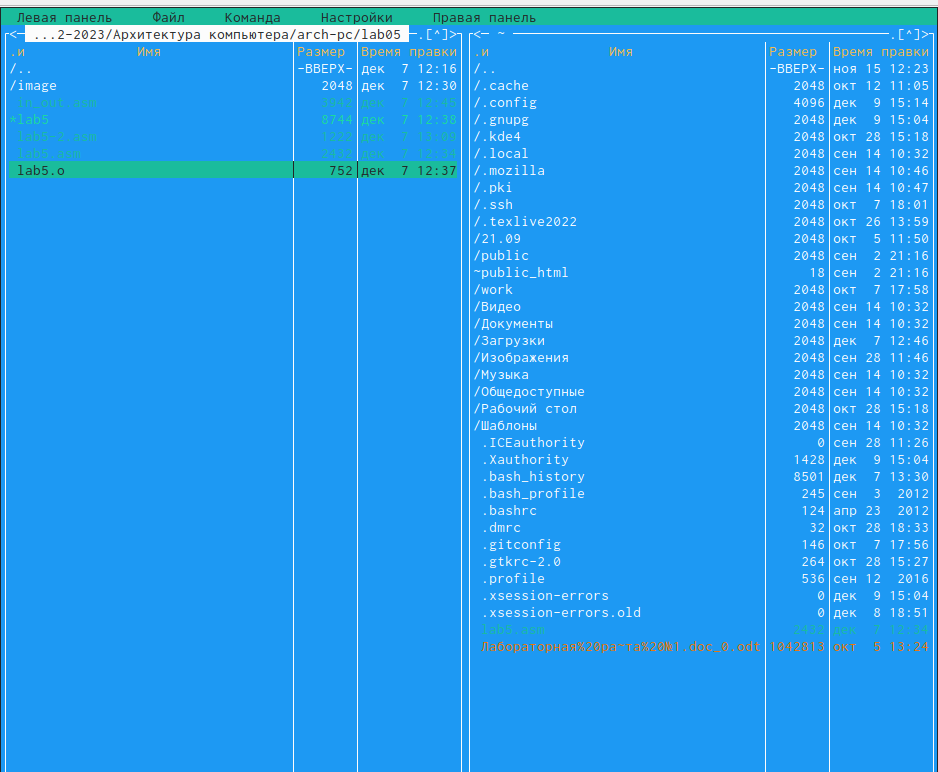 Левая панель Файл Команда Настройки Правая панель
<─ ...2-2023/Архитектура компьютера/arch-pc/lab05 ─.[^]>
.и Имя Размер Время правки
/.. -ВВЕРХ- дек 7 12:16
/image 2048 дек 7 12:30
in_out.asm 3942 дек 7 12:45
*lab5 8744 дек 7 12:38
lab5-2.asm 1222 дек 7 13:09
lab5.asm 2452 дек 7 12:34
lab5.o 752 дек 7 12:37
<─ ~ ─.[^]>
.и Имя Размер Время правки
/.. -ВВЕРХ- ноя 15 12:23
/.cache 2048 окт 12 11:05
/.config 4096 дек 9 15:14
/.gnupg 2048 дек 9 15:04
/.kde4 2048 окт 28 15:18
/.local 2048 сен 14 10:32
/.mozilla 2048 сен 14 10:46
/.pki 2048 сен 14 10:47
/.ssh 2048 окт 7 18:01
/.texlive2022 2048 окт 26 13:59
/21.09 2048 окт 5 11:50
/public 2048 сен 2 21:16
~public_html 18 сен 2 21:16
/work 2048 окт 7 17:58
/Видео 2048 сен 14 10:32
/Документы 2048 сен 14 10:32
/Загрузки 2048 дек 7 12:46
/Изображения 2048 сен 28 11:46
/Музыка 2048 сен 14 10:32
/Общедоступные 2048 сен 14 10:32
/Рабочий стол 2048 окт 28 15:18
/Шаблоны 2048 сен 14 10:32
.ICEauthority 0 сен 28 11:26
.Xauthority 1428 дек 9 15:04
.bash_history 8501 дек 7 13:30
.bash_profile 245 сен 3 2012
.bashrc 124 апр 23 2012
.dmrc 32 окт 28 18:33
.gitconfig 146 окт 7 17:56
.gtkrc-2.0 264 окт 28 15:27
.profile 536 сен 12 2016
.xsession-errors 0 дек 9 15:04
.xsession-errors.old 0 дек 8 18:51
lab5.asm 2452 дек 7 12:34
Лабораторная%20ра~та%20№1.doc_0.odt 1042813 окт 5 13:24